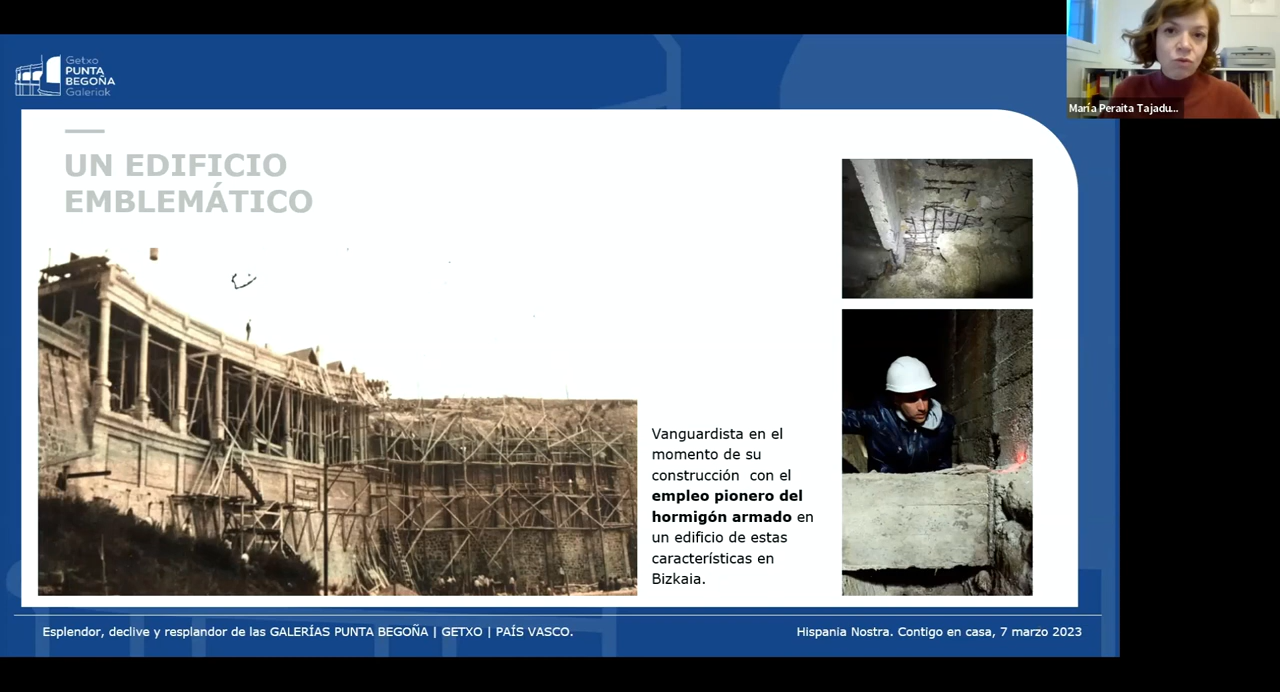 Getxo
PUNTA
BEGOÑA
Galeriak
María Peraita Tajadu...
UN EDIFICIO
EMBLEMÁTICO
Vanguardista en el
momento de su
construcción con el
empleo pionero del
hormigón armado en
un edificio de estas
características en
Bizkaia.
Esplendor, declive y resplandor de las GALERÍAS PUNTA BEGOÑA | GETXO | PAÍS VASCO.
Hispania Nostra. Contigo en casa, 7 marzo 2023